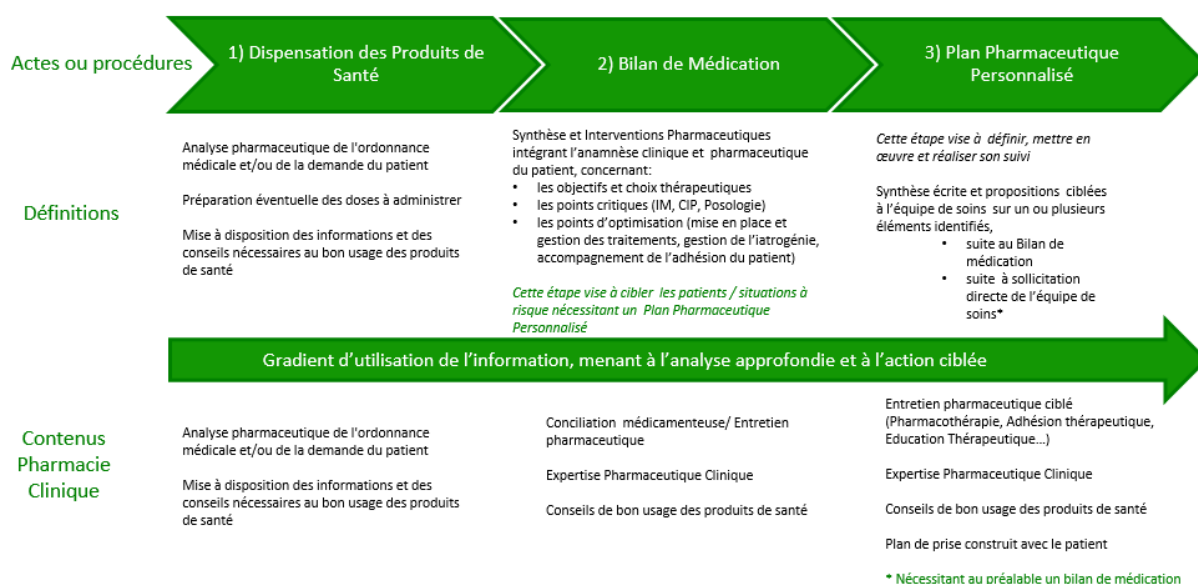 Actes ou procédures
1) Dispensation des Produits de
Santé
2) Bilan de Médication
3) Plan Pharmaceutique
Personnalisé
Définitions
Analyse pharmaceutique de l'ordonnance
médicale et/ou de la demande du patient
Préparation éventuelle des doses à administrer
Mise à disposition des informations et des
conseils nécessaires au bon usage des produits
de santé
Synthèse et Interventions Pharmaceutiques
intégrant l'anamnèse clinique et pharmaceutique
du patient, concernant:
• les objectifs et choix thérapeutiques
• les points critiques (IM, CIP, Posologie)
• les points d'optimisation (mise en place et
gestion des traitements, gestion de l'iatrogénie,
accompagnement de l'adhésion du patient)
Cette étape vise à cibler les patients / situations à
risque nécessitant un Plan Pharmaceutique
Personnalisé
Cette étape vise à définir, mettre en
œuvre et réaliser son suivi
Synthèse écrite et propositions ciblées
à l'équipe de soins sur un ou plusieurs
éléments identifiés,
• suite au Bilan de
médication
• suite à sollicitation
directe de l'équipe de
soins*
Gradient d'utilisation de l'information, menant à l'analyse approfondie et à l'action ciblée
Contenus
Pharmacie
Clinique
Analyse pharmaceutique de l'ordonnance
médicale et/ou de la demande du patient
Mise à disposition des informations et des
conseils nécessaires au bon usage des produits
de santé
Conciliation médicamenteuse/ Entretien
pharmaceutique
Expertise Pharmaceutique Clinique
Conseils de bon usage des produits de santé
Entretien pharmaceutique ciblé
(Pharmacothérapie, Adhésion thérapeutique,
Education Thérapeutique...)
Expertise Pharmaceutique Clinique
Conseils de bon usage des produits de santé
Plan de prise construit avec le patient
* Nécessitant au préalable un bilan de médication